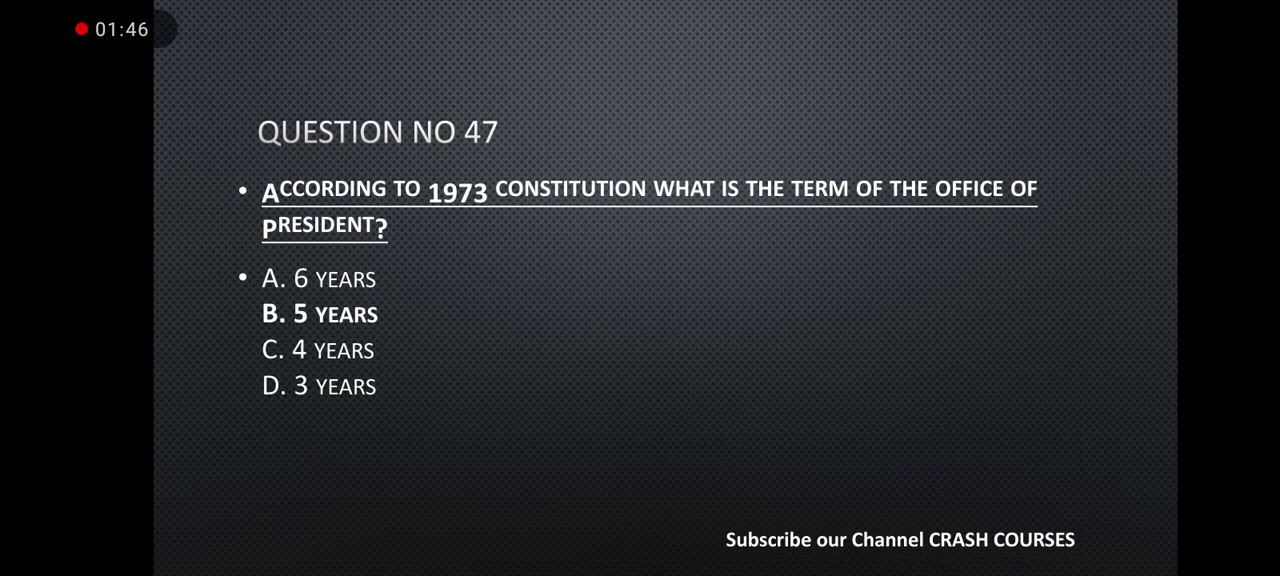 01:46
QUESTION NO 47
• ACCORDING TO 1973 CONSTITUTION WHAT IS THE TERM OF THE OFFICE OF
PRESIDENT?
• A. 6 YEARS
B. 5 YEARS
C. 4 YEARS
D. 3 YEARS
Subscribe our Channel CRASH COURSES